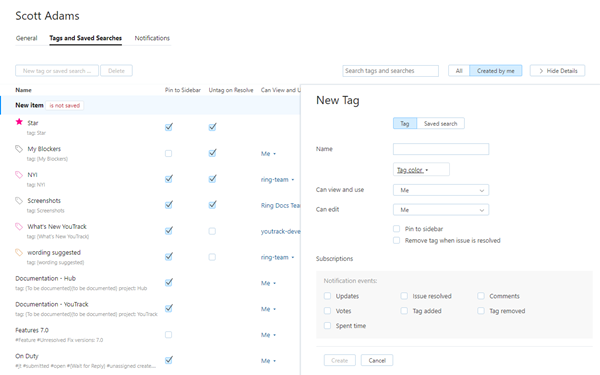 Scott Adams
General Tags and Saved Searches Notifications
New tag or saved search ... Delete
Search tags and searches
All Created by me
Hide Details
Name Pin to Sidebar Untag on Resolve Can View and U
New item is not saved
Star
tag: Star
My Blockers
tag: {My Blockers}
Me
NYI
tag: NYI
ring-team
Screenshots
tag: Screenshots
Ring Docs Tea
What's New YouTrack
tag: {What's New YouTrack}
youtrack-deve
wording suggested
tag: {wording suggested}
ring-team
Documentation - Hub
tag: {To be documented}{to be documented} project: Hub
Me
Documentation - YouTrack
tag: {To be documented}{to be documented} project: YouTrack
Me
Features 7.0
#Feature #Unresolved Fix versions: 7.0
Me
On Duty
#submitted #open #{Wait for Reply} #unassigned create...
Me
New Tag
Tag Saved search
Name
Tag color
Can view and use Me
Can edit Me
Pin to sidebar
Remove tag when issue is resolved
Subscriptions
Notification events:
Updates Issue resolved Comments
Votes Tag added Tag removed
Spent time
Create Cancel